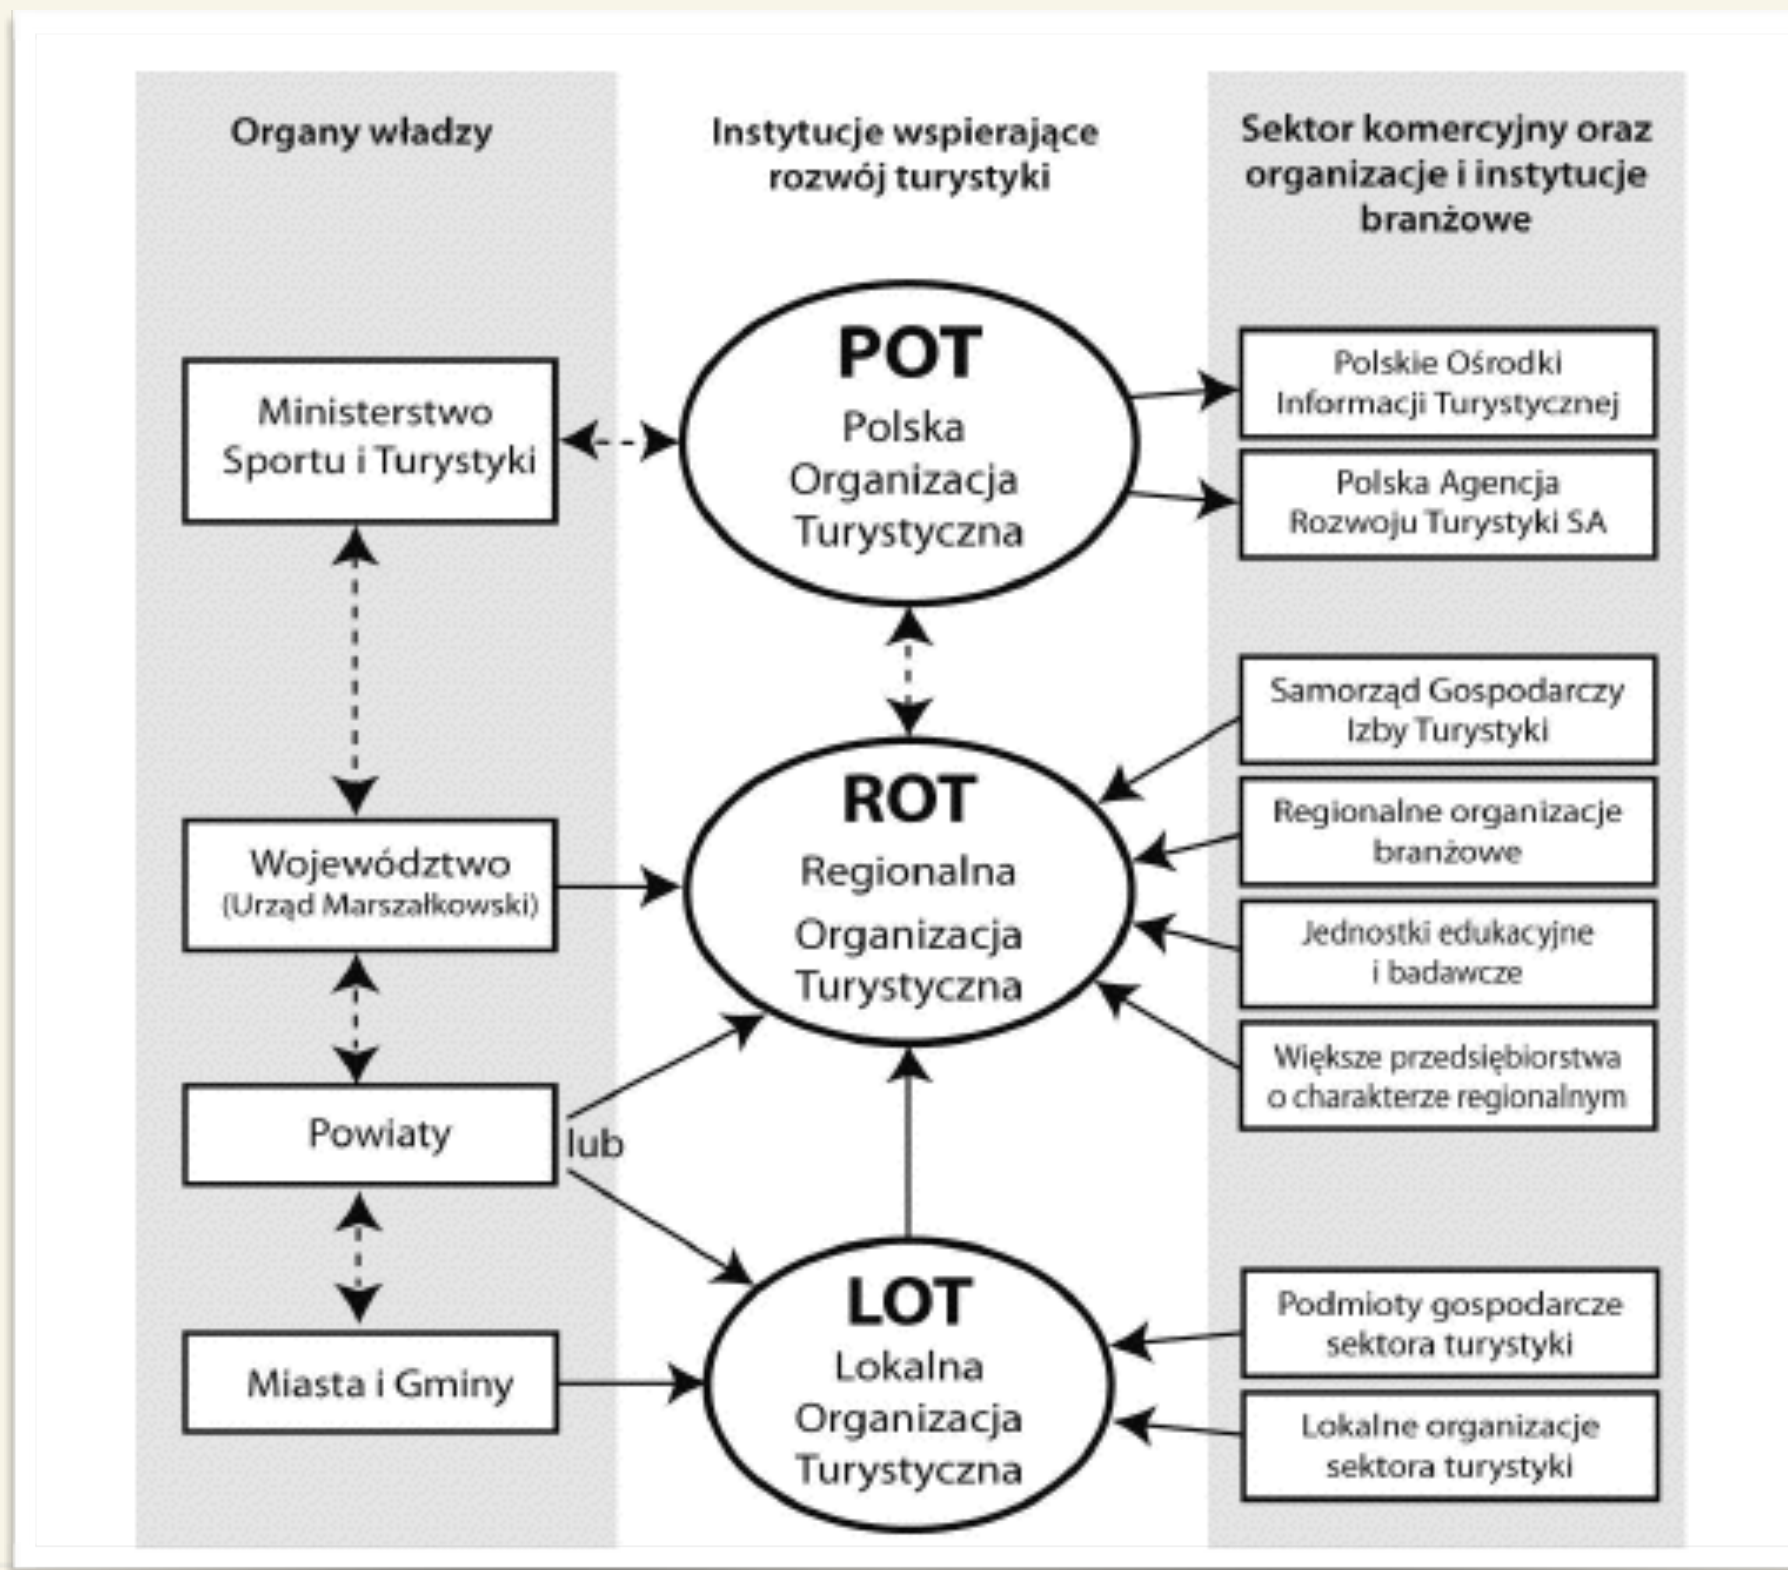 Organy władzy
Instytucje wspierające
rozwój turystyki
Sektor komercyjny oraz
organizacje i instytucje
branżowe
Ministerstwo
Sportu i Turystyki
POT
Polska
Organizacja
Turystyczna
Polskie Ośrodki
Informacji Turystycznej
Polska Agencja
Rozwoju Turystyki SA
Województwo
(Urząd Marszałkowski)
ROT
Regionalna
Organizacja
Turystyczna
Samorząd Gospodarczy
Izby Turystyki
Regionalne organizacje
branżowe
Jednostki edukacyjne
i badawcze
Większe przedsiębiorstwa
o charakterze regionalnym
Powiaty
lub
Miasta i Gminy
LOT
Lokalna
Organizacja
Turystyczna
Podmioty gospodarcze
sektora turystyki
Lokalne organizacje
sektora turystyki